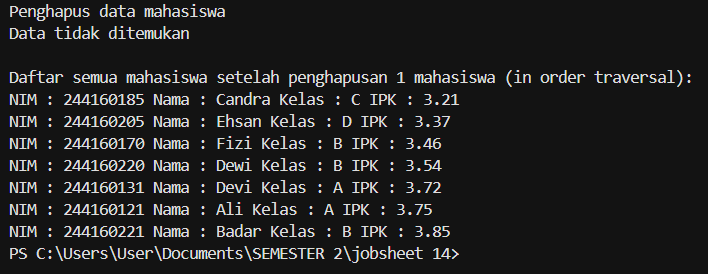 Penghapus data mahasiswa
Data tidak ditemukan
Daftar semua mahasiswa setelah penghapusan 1 mahasiswa (in order traversal):
NIM : 244160185 Nama : Candra Kelas : C IPK : 3.21
NIM : 244160205 Nama : Ehsan Kelas : D IPK : 3.37
NIM : 244160170 Nama : Fizi Kelas : B IPK : 3.46
NIM : 244160220 Nama : Dewi Kelas : B IPK : 3.54
NIM : 244160131 Nama : Devi Kelas : A IPK : 3.72
NIM : 244160121 Nama : Ali Kelas : A IPK : 3.75
NIM : 244160221 Nama : Badar Kelas : B IPK : 3.85
PS C:\Users\User\Documents\SEMESTER 2\jobsheet 14>